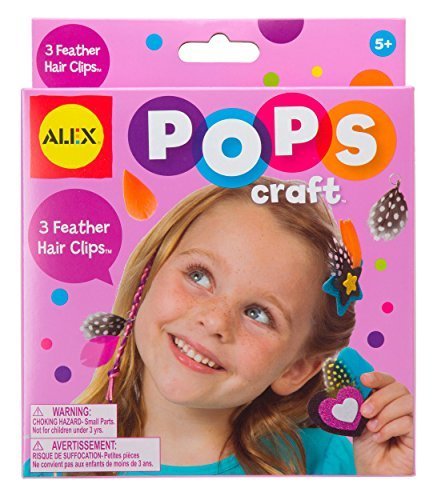 3 Feather
Hair Clips™
5+
ALEX
POPS
craft™
3 Feather
Hair Clips™
WARNING:
CHOKING HAZARD-Small Parts.
Not for children under 3 yrs.
AVERTISSEMENT:
RISQUE DE SUFFOCATION-Petites pièces
Ne convient pas aux enfants de moins de 3 ans.